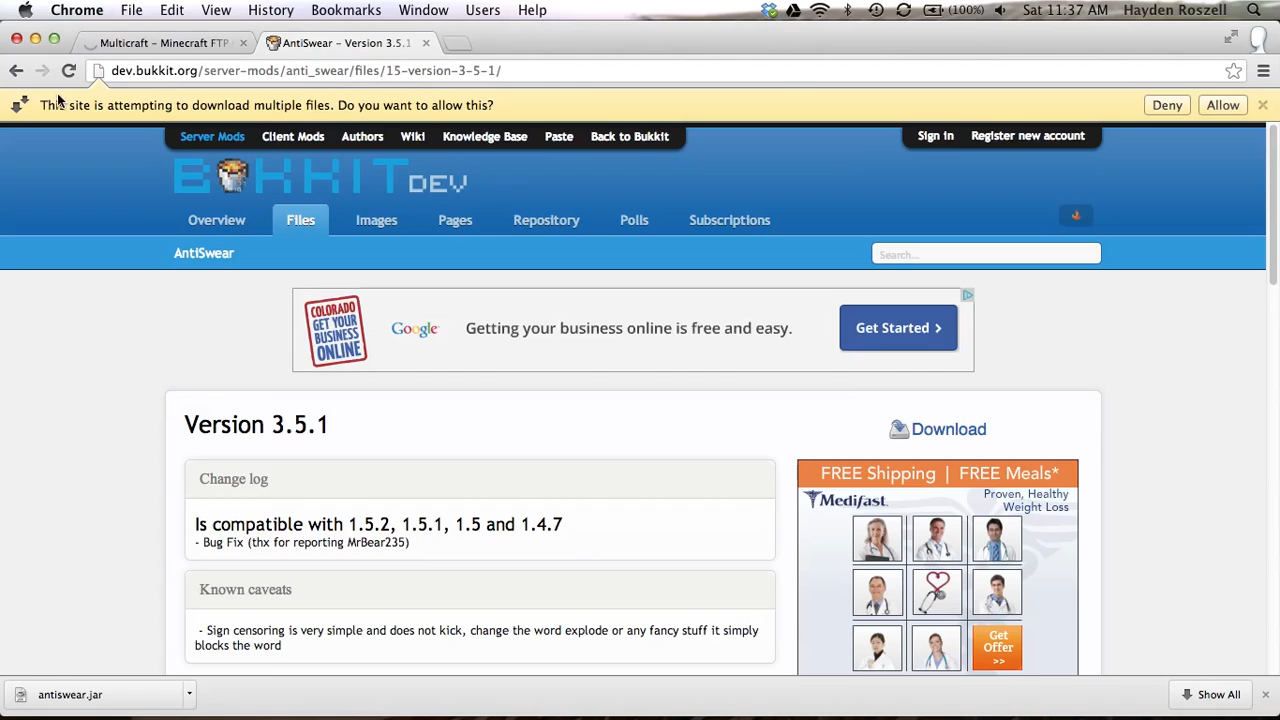 Chrome File Edit View History Bookmarks Window Users Help (100%) Sat 11:37 AM Hayden Roszell
Multicraft – Minecraft FTP AntiSwear – Version 3.5.1
dev.bukkit.org/server-mods/anti_swear/files/15-version-3-5-1/
This site is attempting to download multiple files. Do you want to allow this? Deny Allow
Server Mods Client Mods Authors Wiki Knowledge Base Paste Back to Bukkit Sign in Register new account
BUKKIT DEV
Overview Files Images Pages Repository Polls Subscriptions
AntiSwear Search...
COLORADO
GET YOUR
BUSINESS
ONLINE
Google Getting your business online is free and easy. Get Started
Version 3.5.1 Download
Change log
Is compatible with 1.5.2, 1.5.1, 1.5 and 1.4.7
- Bug Fix (thx for reporting MrBear235)
Known caveats
- Sign censoring is very simple and does not kick, change the word explode or any fancy stuff it simply
blocks the word
FREE Shipping | FREE Meals*
Medifast. Proven, Healthy
Weight Loss
Get
Offer
>>
antiswear.jar Show All